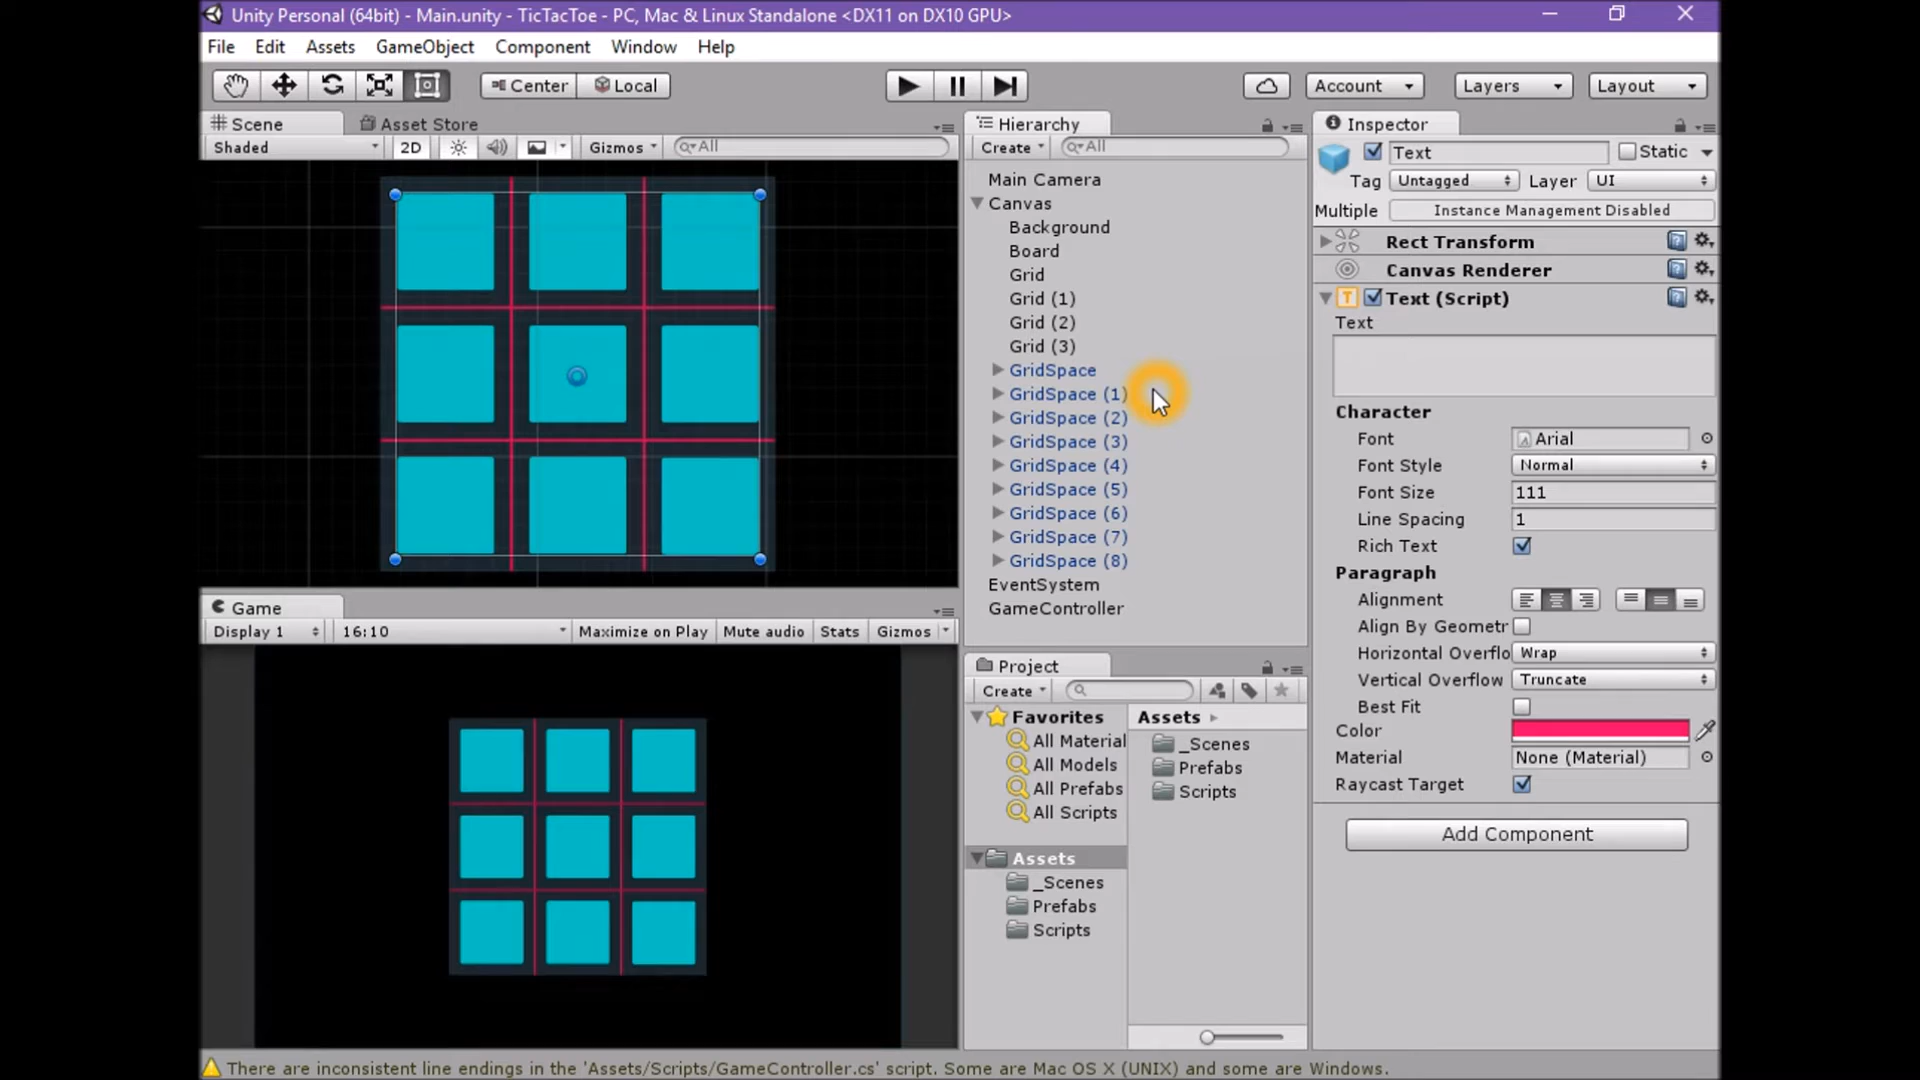 Unity Personal (64bit) - Main.unity - TicTacToe - PC, Mac & Linux Standalone <DX11 on DX10 GPU>
File Edit Assets GameObject Component Window Help
Center Local Account Layers Layout
Scene Asset Store
Shaded 2D Gizmos All
Game
Display 1 16:10 Maximize on Play Mute audio Stats Gizmos
Hierarchy
Create All
Main Camera
Canvas
Background
Board
Grid
Grid (1)
Grid (2)
Grid (3)
GridSpace
GridSpace (1)
GridSpace (2)
GridSpace (3)
GridSpace (4)
GridSpace (5)
GridSpace (6)
GridSpace (7)
GridSpace (8)
EventSystem
GameController
Project
Create
Favorites
All Material
All Models
All Prefabs
All Scripts
Assets
_Scenes
Prefabs
Scripts
Assets
_Scenes
Prefabs
Scripts
Inspector
Text Static
Tag Untagged Layer UI
Multiple Instance Management Disabled
Rect Transform
Canvas Renderer
T Text (Script)
Text
Character
Font Arial
Font Style Normal
Font Size 111
Line Spacing 1
Rich Text
Paragraph
Alignment
Align By Geometr
Horizontal Overflo Wrap
Vertical Overflow Truncate
Best Fit
Color
Material None (Material)
Raycast Target
Add Component
There are inconsistent line endings in the 'Assets/Scripts/GameController.cs' script. Some are Mac OS X (UNIX) and some are Windows.